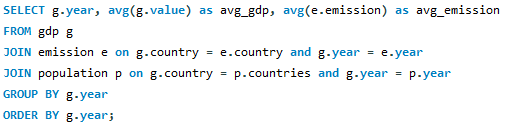 SELECT g.year, avg(g.value) as avg_gdp, avg(e.emission) as avg_emission
FROM gdp g
JOIN emission e on g.country = e.country and g.year = e.year
JOIN population p on g.country = p.countries and g.year = p.year
GROUP BY g.year
ORDER BY g.year;